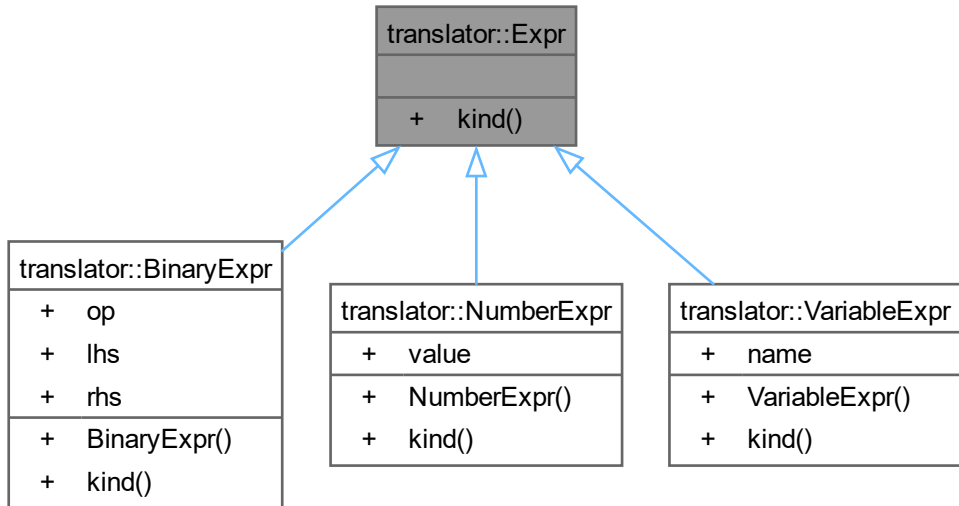 translator::Expr
+ kind()
translator::BinaryExpr
+ op
+ lhs
+ rhs
+ BinaryExpr()
+ kind()
translator::NumberExpr
+ value
+ NumberExpr()
+ kind()
translator::VariableExpr
+ name
+ VariableExpr()
+ kind()